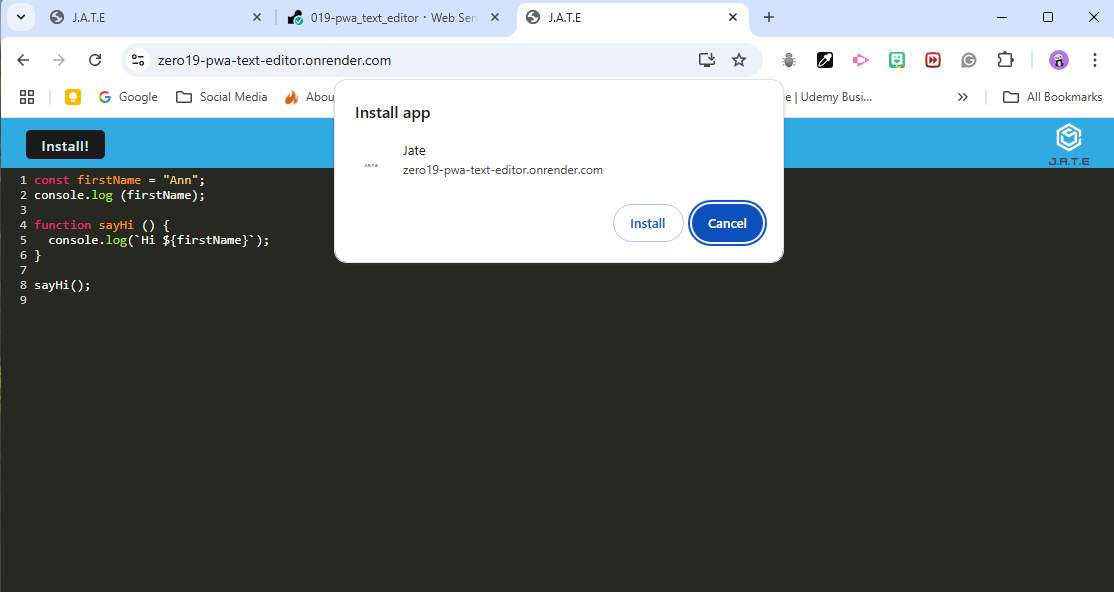 J.A.T.E
019-pwa_text_editor · Web Ser
J.A.T.E
zero19-pwa-text-editor.onrender.com
Google
Social Media
Abou
e | Udemy Busi...
All Bookmarks
Install app
Jate
zero19-pwa-text-editor.onrender.com
Install
Cancel
Install!
J.A.T.E
1 const firstName = "Ann";
2 console.log (firstName);
3
4 function sayHi () {
5   console.log(`Hi ${firstName}`);
6 }
7
8 sayHi();
9